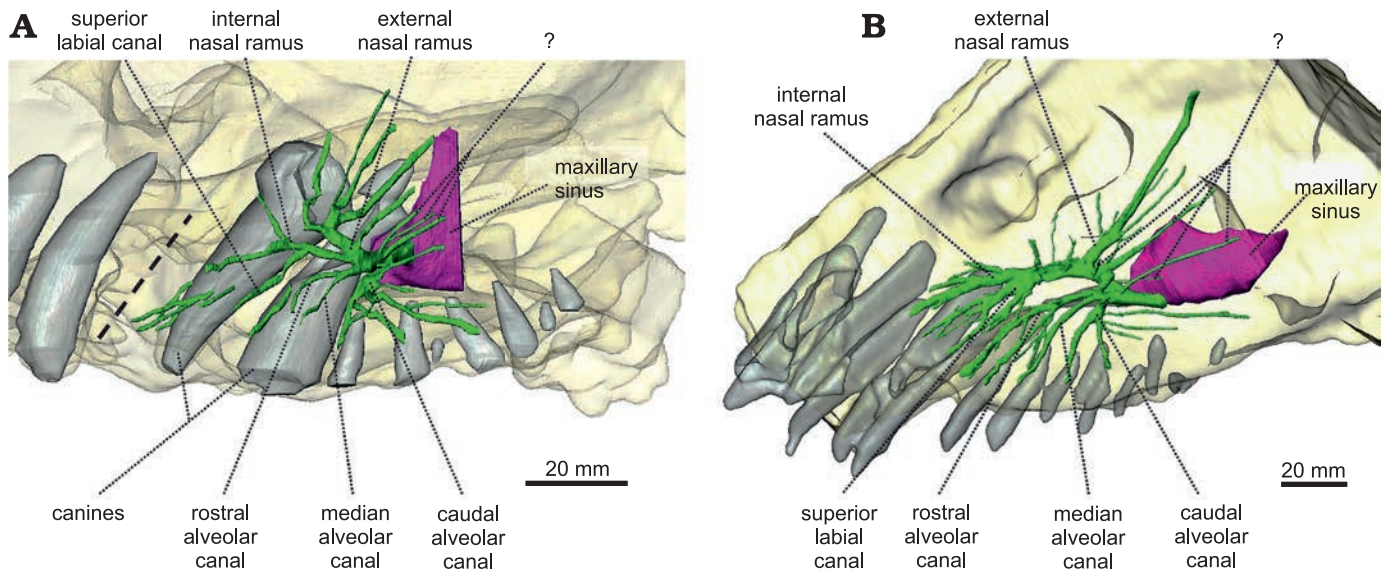 A
superior
labial canal
internal
nasal ramus
external
nasal ramus
?
maxillary
sinus
canines
rostral
alveolar
canal
median
alveolar
canal
caudal
alveolar
canal
20 mm
B
external
nasal ramus
?
internal
nasal ramus
maxillary
sinus
superior
labial
canal
rostral
alveolar
canal
median
alveolar
canal
caudal
alveolar
canal
20 mm